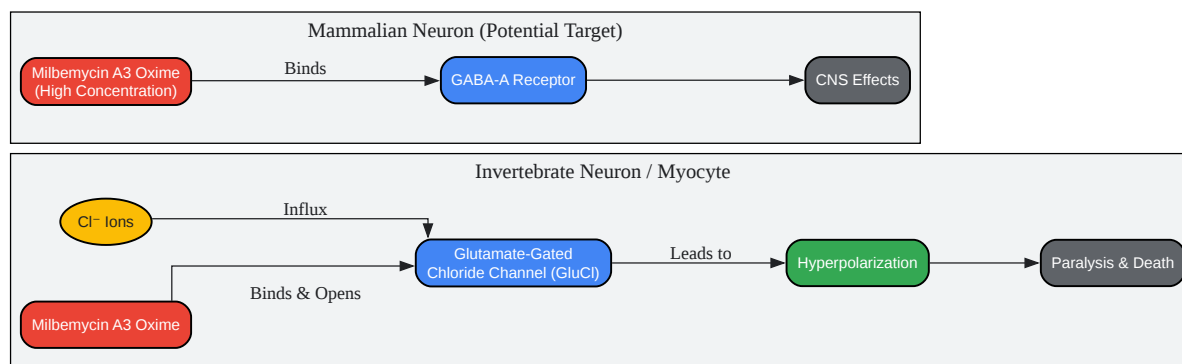 Mammalian Neuron (Potential Target)
Milbemycin A3 Oxime
(High Concentration)
Binds
GABA-A Receptor
CNS Effects
Invertebrate Neuron / Myocyte
Cl⁻ Ions
Influx
Glutamate-Gated
Chloride Channel (GluCl)
Leads to
Hyperpolarization
Paralysis & Death
Binds & Opens
Milbemycin A3 Oxime